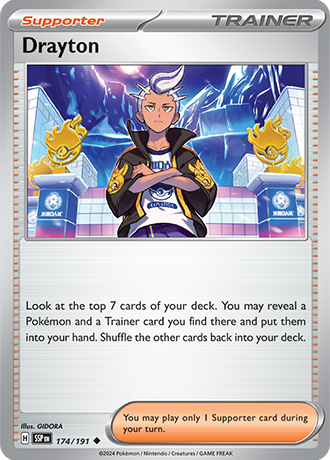 Supporter
TRAINER
Drayton
Look at the top 7 cards of your deck. You may reveal a
Pokémon and a Trainer card you find there and put them
into your hand. Shuffle the other cards back into your deck.
Illus. GIDORA
H SSP EN 174/191
You may play only 1 Supporter card during
your turn.
©2024 Pokémon / Nintendo / Creatures / GAME FREAK